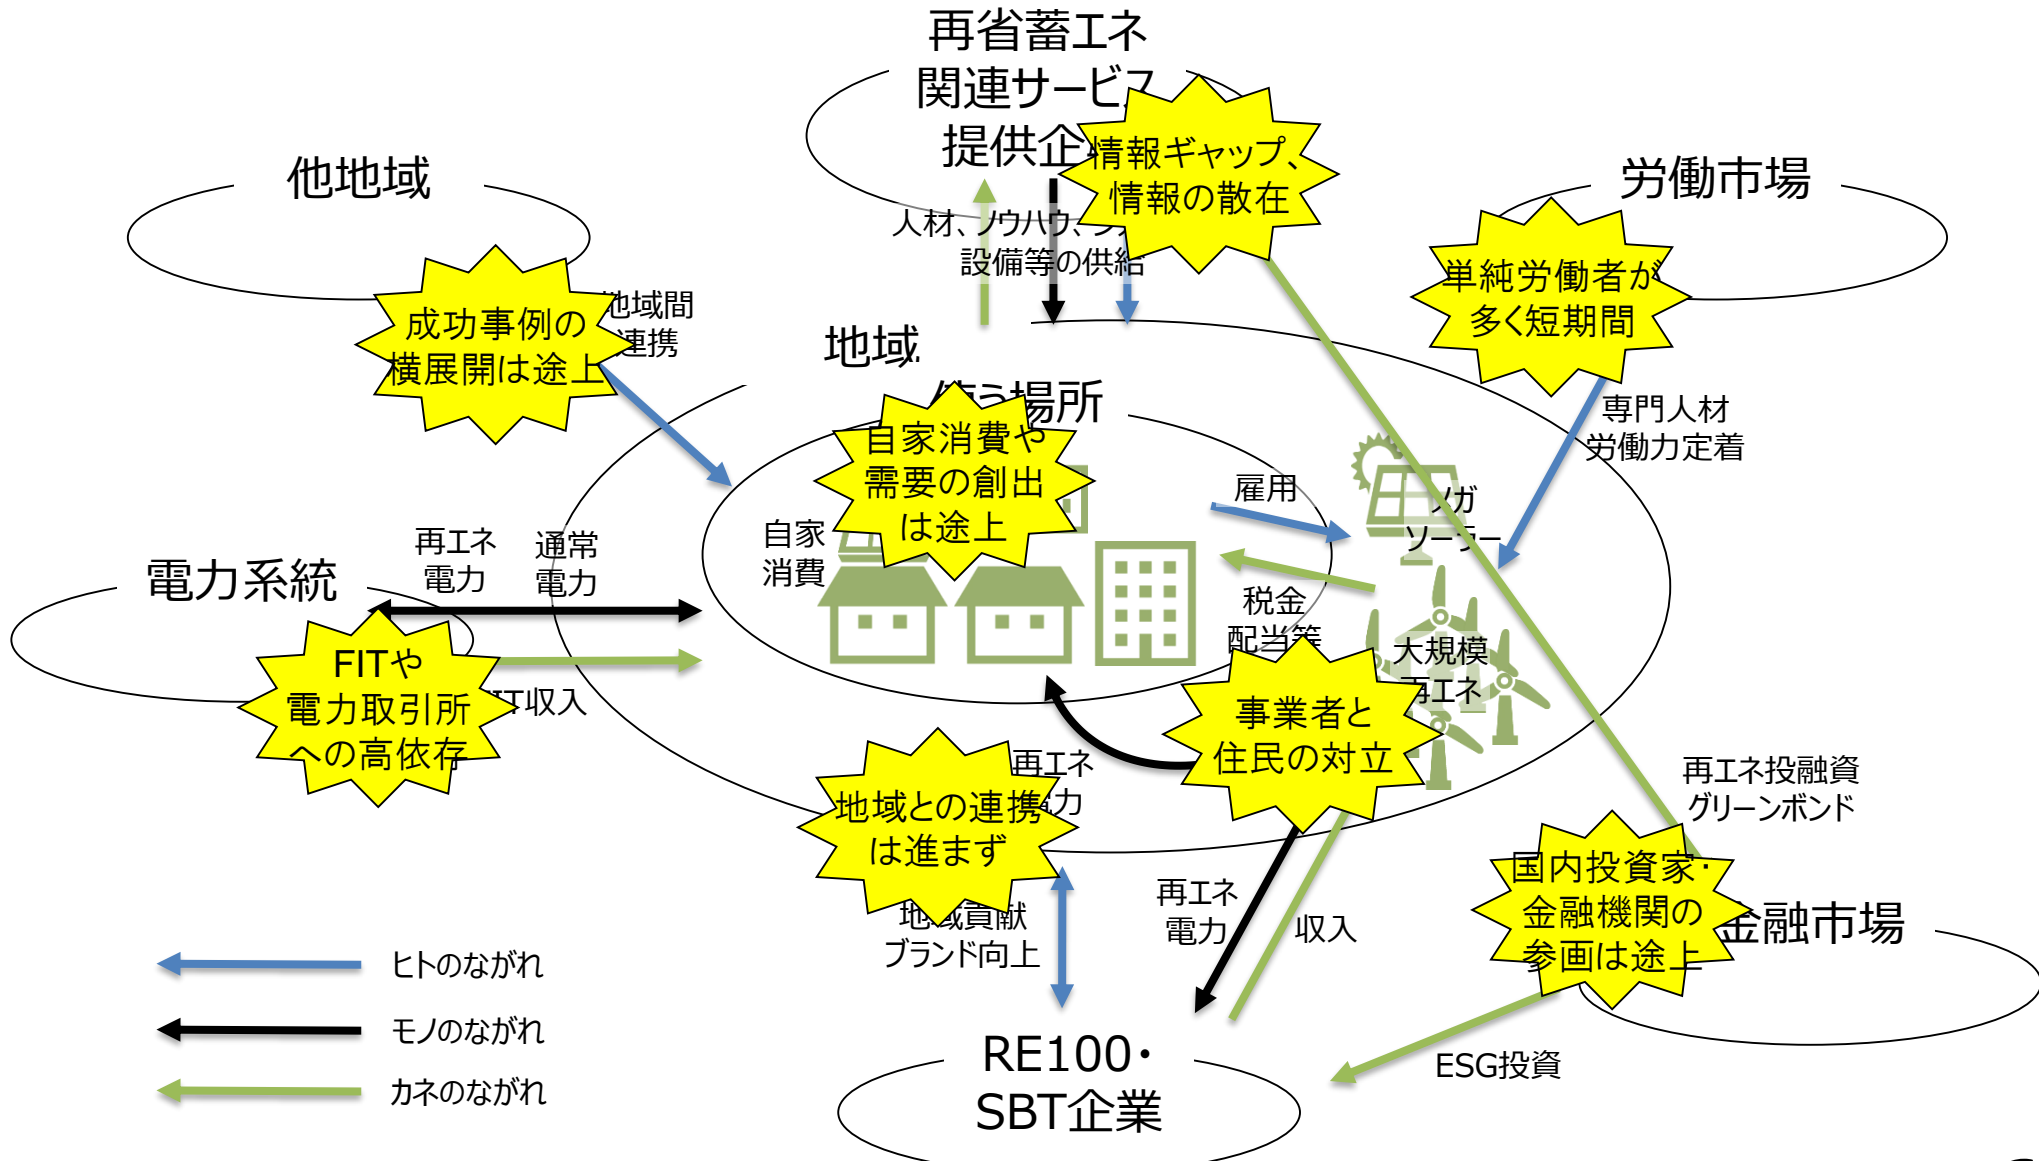 再省蓄エネ
関連サービス
提供企
情報ギャップ、
情報の散在
人材、ノウハウ、
設備等の供給
他地域
成功事例の
横展開は途上
地域間
連携
労働市場
単純労働者が
多く短期間
専門人材
労働力定着
地域
使う場所
自家消費や
需要の創出
は途上
自家
消費
雇用
メガ
ソーラー
税金
配当等
大規模
再エネ
事業者と
住民の対立
電力系統
再エネ
電力
通常
電力
FITや
電力取引所
への高依存
FIT収入
再エネ
電力
地域との連携
は進まず
地域貢献
ブランド向上
再エネ
電力
収入
再エネ投融資
グリーンボンド
国内投資家・
金融機関の
参画は途上
金融市場
ESG投資
RE100・
SBT企業
ヒトのながれ
モノのながれ
カネのながれ